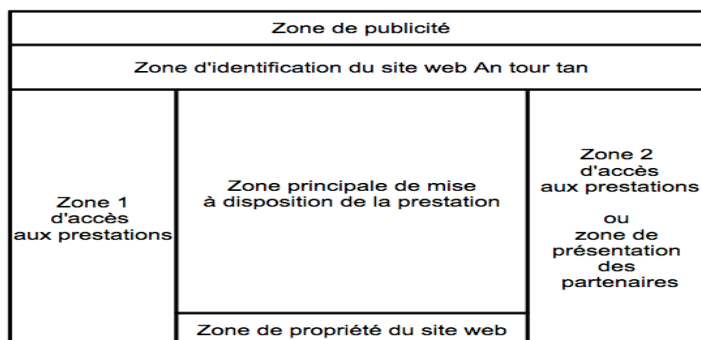 Zone de publicité
Zone d'identification du site web An tour tan
Zone 1
d'accès
aux prestations
Zone principale de mise
à disposition de la prestation
Zone 2
d'accès
aux prestations
ou
zone de
présentation
des
partenaires
Zone de propriété du site web